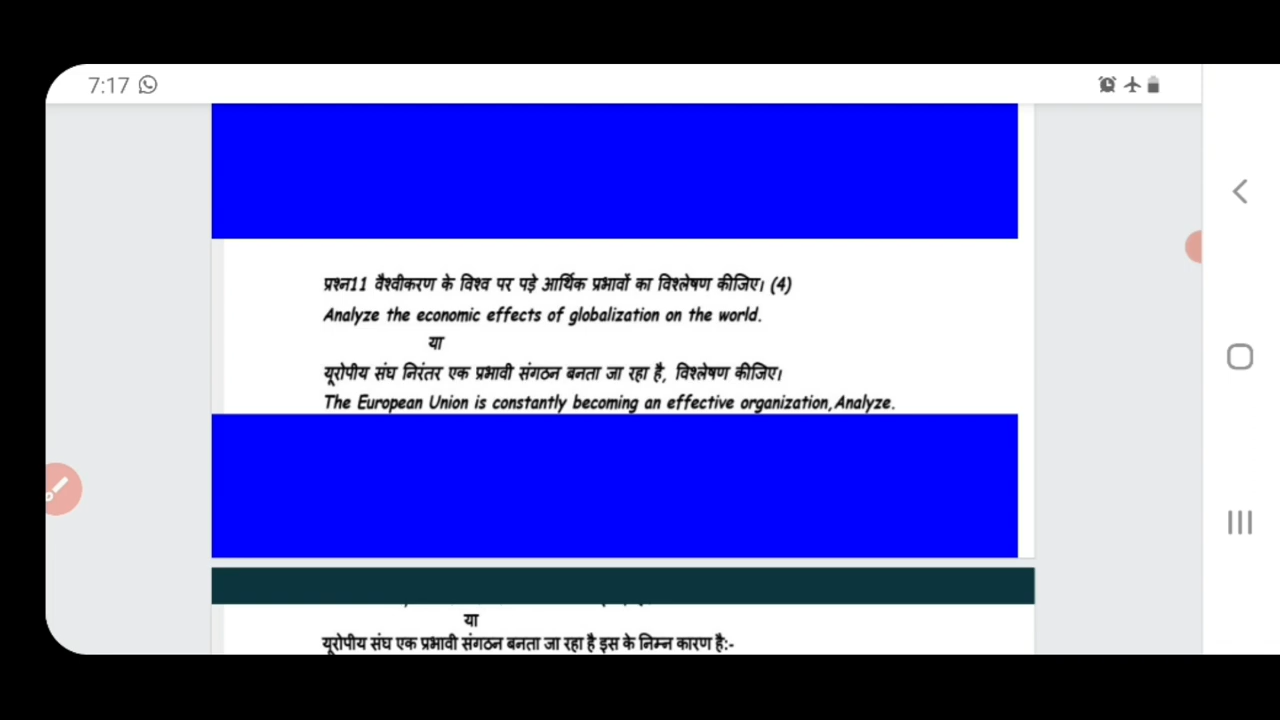 7:17
प्रश्न11 वैश्वीकरण के विश्व पर पड़े आर्थिक प्रभावों का विश्लेषण कीजिए। (4)
Analyze the economic effects of globalization on the world.
या
यूरोपीय संघ निरंतर एक प्रभावी संगठन बनता जा रहा है, विश्लेषण कीजिए।
The European Union is constantly becoming an effective organization,Analyze.
या
यूरोपीय संघ एक प्रभावी संगठन बनता जा रहा है इस के निम्न कारण है:-